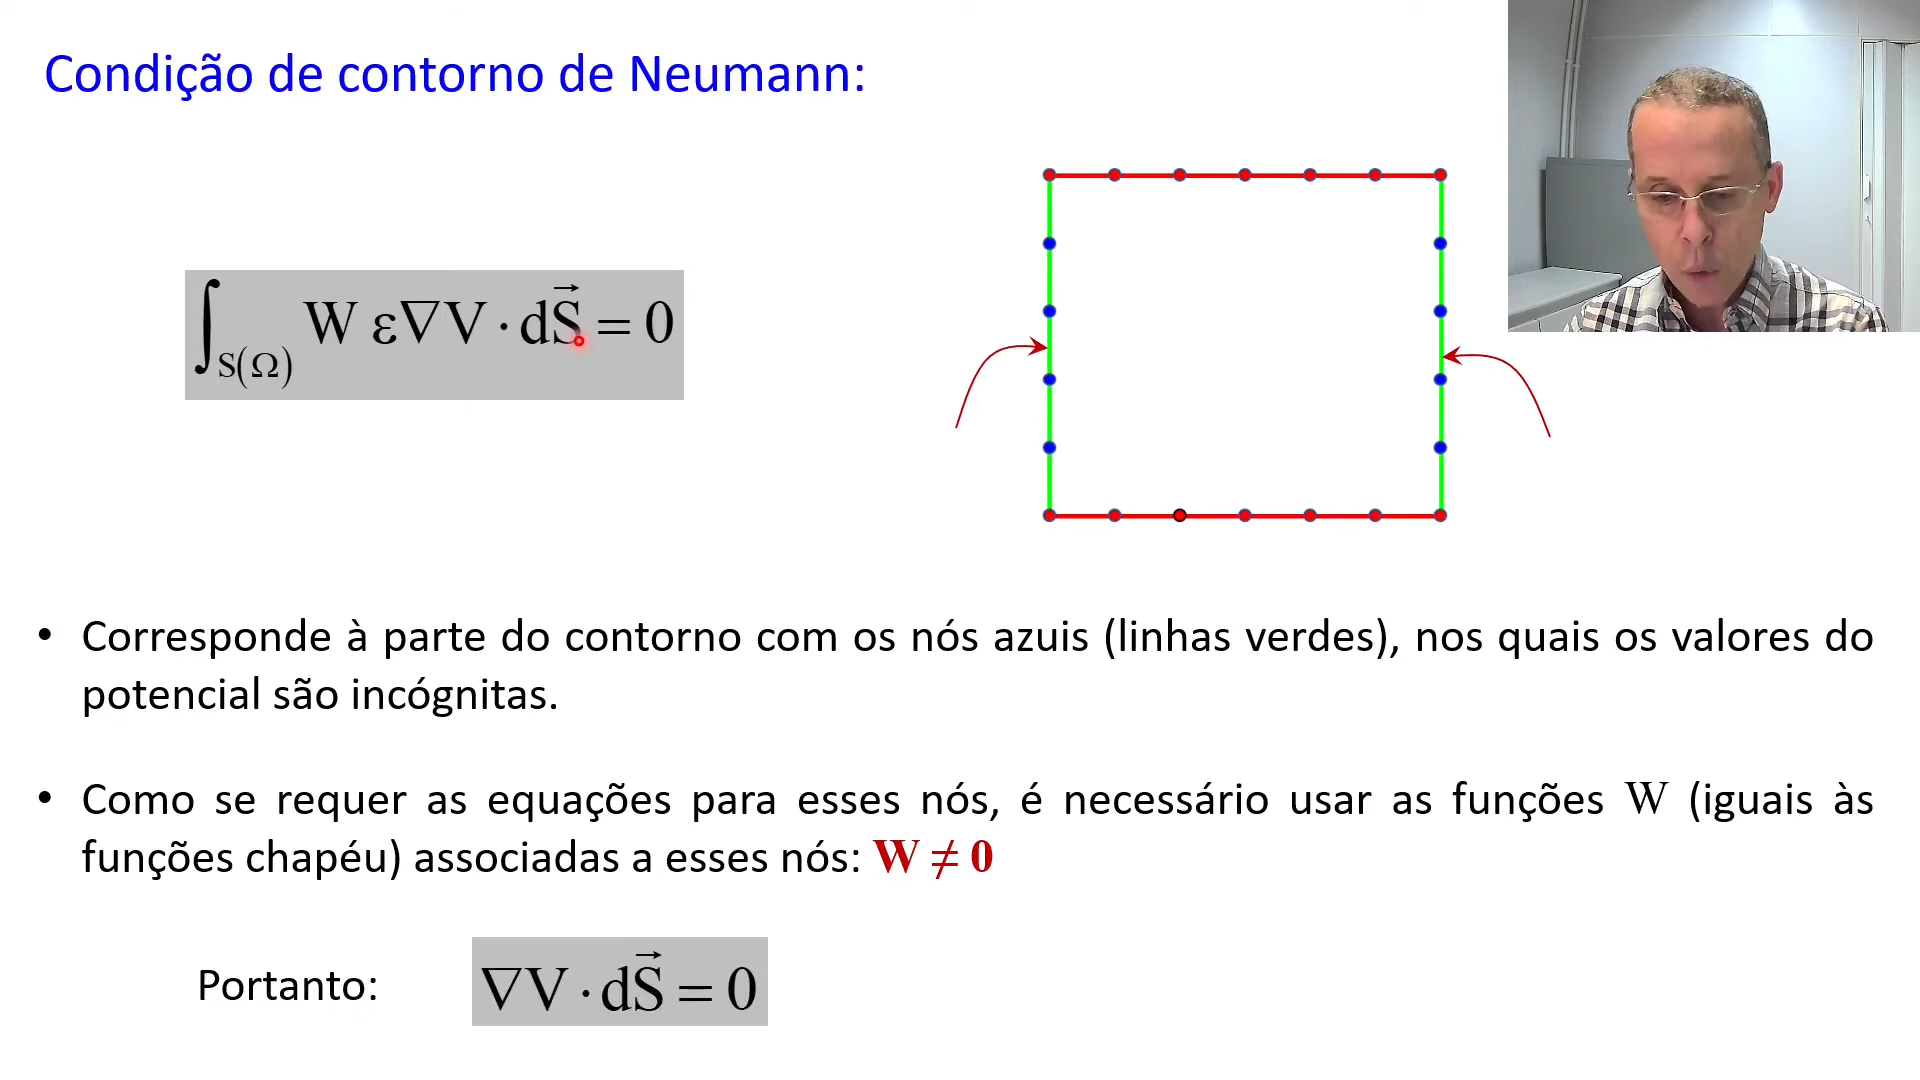 Condição de contorno de Neumann:
∫S(Ω) W ε∇V · dS⃗ = 0
• Corresponde à parte do contorno com os nós azuis (linhas verdes), nos quais os valores do
potencial são incógnitas.
• Como se requer as equações para esses nós, é necessário usar as funções W (iguais às
funções chapéu) associadas a esses nós: W ≠ 0
Portanto: ∇V · dS⃗ = 0